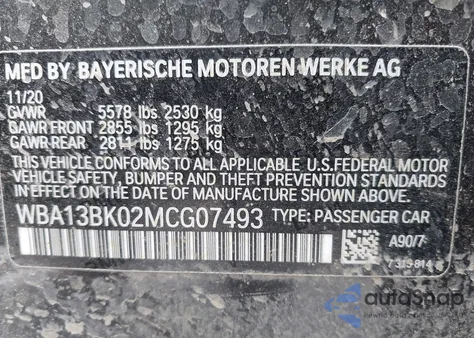 MFD BY BAYERISCHE MOTOREN WERKE AG
11/20
GVWR 5578 lbs 2530 kg
GAWR FRONT 2855 lbs 1295 kg
GAWR REAR 2811 lbs 1275 kg
THIS VEHICLE CONFORMS TO ALL APPLICABLE U.S.FEDERAL MOTOR
VEHICLE SAFETY, BUMPER AND THEFT PREVENTION STANDARDS
IN EFFECT ON THE DATE OF MANUFACTURE SHOWN ABOVE.
WBA13BK02MCG07493 TYPE: PASSENGER CAR
A90/7
autoSnap